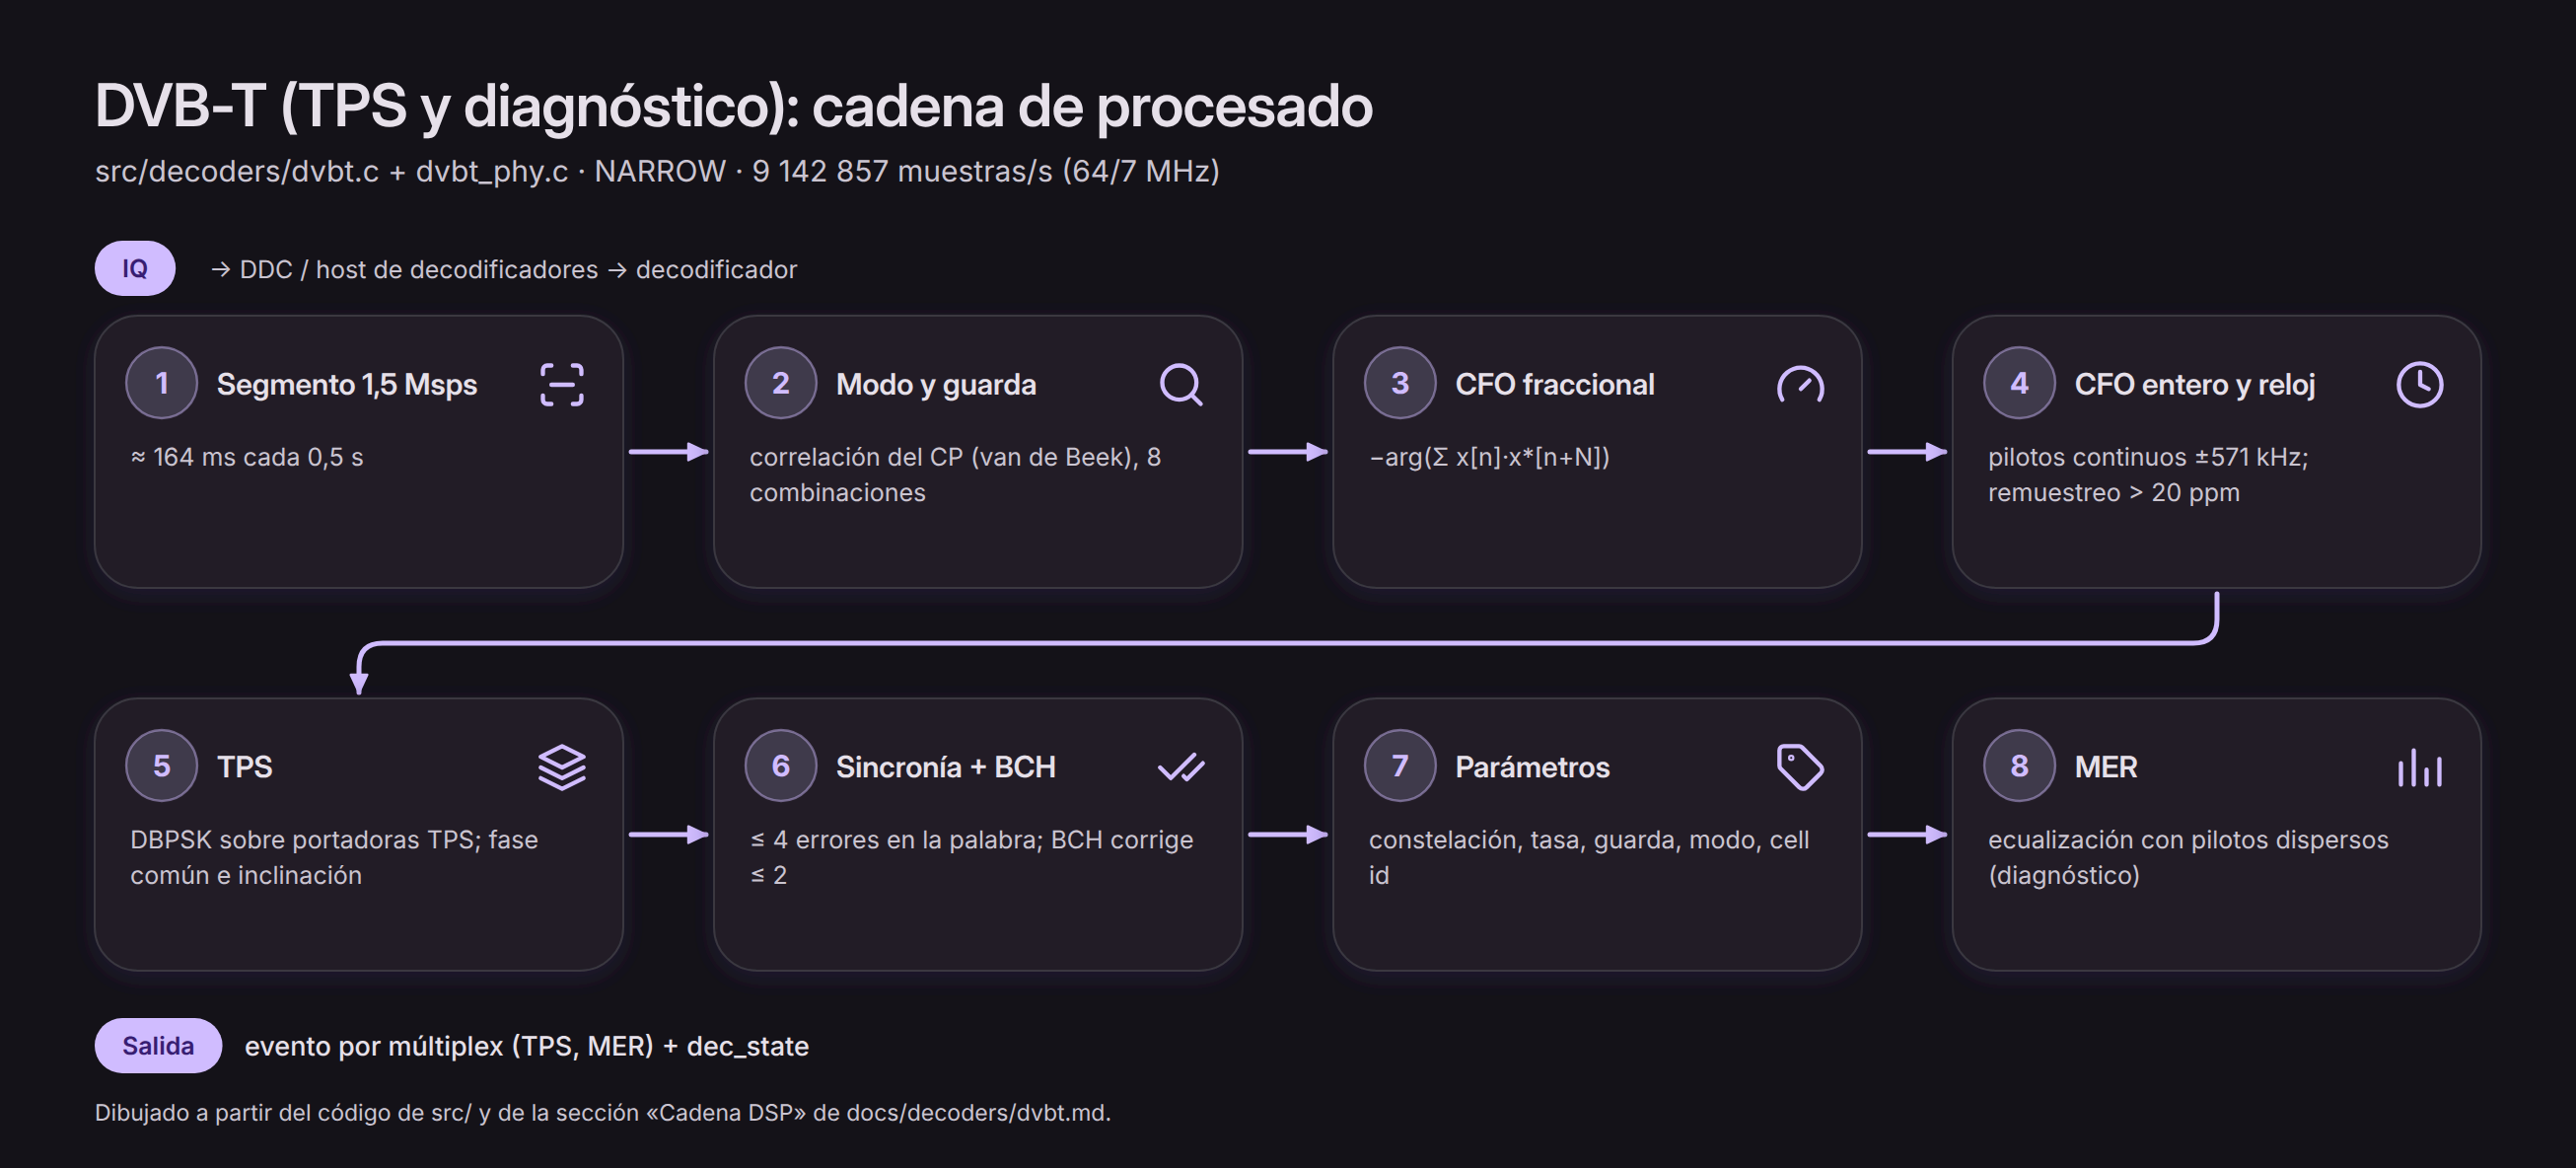 DVB-T (TPS y diagnóstico): cadena de procesado
src/decoders/dvbt.c + dvbt_phy.c · NARROW · 9 142 857 muestras/s (64/7 MHz)
IQ → DDC / host de decodificadores → decodificador
1 Segmento 1,5 Msps
≈ 164 ms cada 0,5 s
2 Modo y guarda
correlación del CP (van de Beek), 8
combinaciones
3 CFO fraccional
−arg(Σ x[n]·x*[n+N])
4 CFO entero y reloj
pilotos continuos ±571 kHz;
remuestreo > 20 ppm
5 TPS
DBPSK sobre portadoras TPS; fase
común e inclinación
6 Sincronía + BCH
≤ 4 errores en la palabra; BCH corrige
≤ 2
7 Parámetros
constelación, tasa, guarda, modo, cell
id
8 MER
ecualización con pilotos dispersos
(diagnóstico)
Salida evento por múltiplex (TPS, MER) + dec_state
Dibujado a partir del código de src/ y de la sección «Cadena DSP» de docs/decoders/dvbt.md.